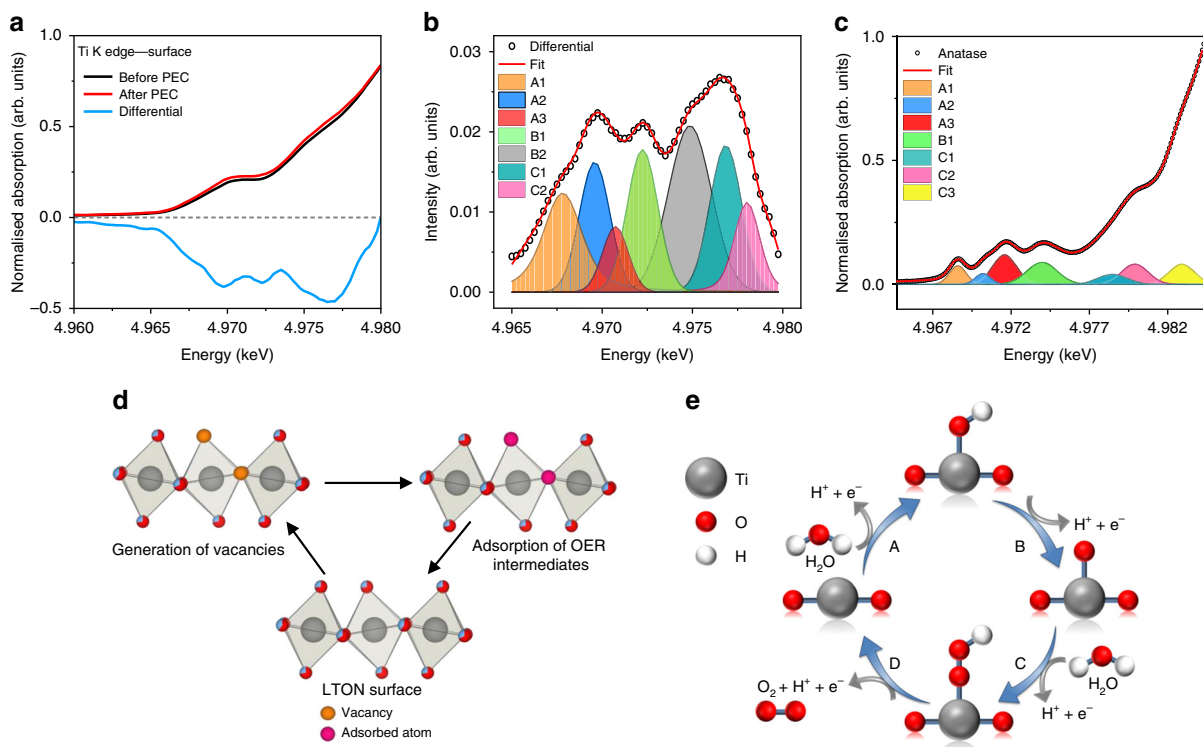 a
Ti K edge—surface
Before PEC
After PEC
Differential
1.0
0.5
0.0
−0.5
4.960
4.965
4.970
4.975
4.980
Energy (keV)
Normalised absorption (arb. units)
b
Differential
Fit
A1
A2
A3
B1
B2
C1
C2
0.03
0.02
0.01
0.00
4.965
4.970
4.975
4.980
Energy (keV)
Intensity (arb. units)
c
Anatase
Fit
A1
A2
A3
B1
C1
C2
C3
1.0
0.5
0.0
4.967
4.972
4.977
4.982
Energy (keV)
Normalised absorption (arb. units)
d
Generation of vacancies
Adsorption of OER
intermediates
LTON surface
Vacancy
Adsorbed atom
e
Ti
O
H
H⁺ + e⁻
H₂O
A
B
H⁺ + e⁻
C
H₂O
H⁺ + e⁻
D
O₂ + H⁺ + e⁻